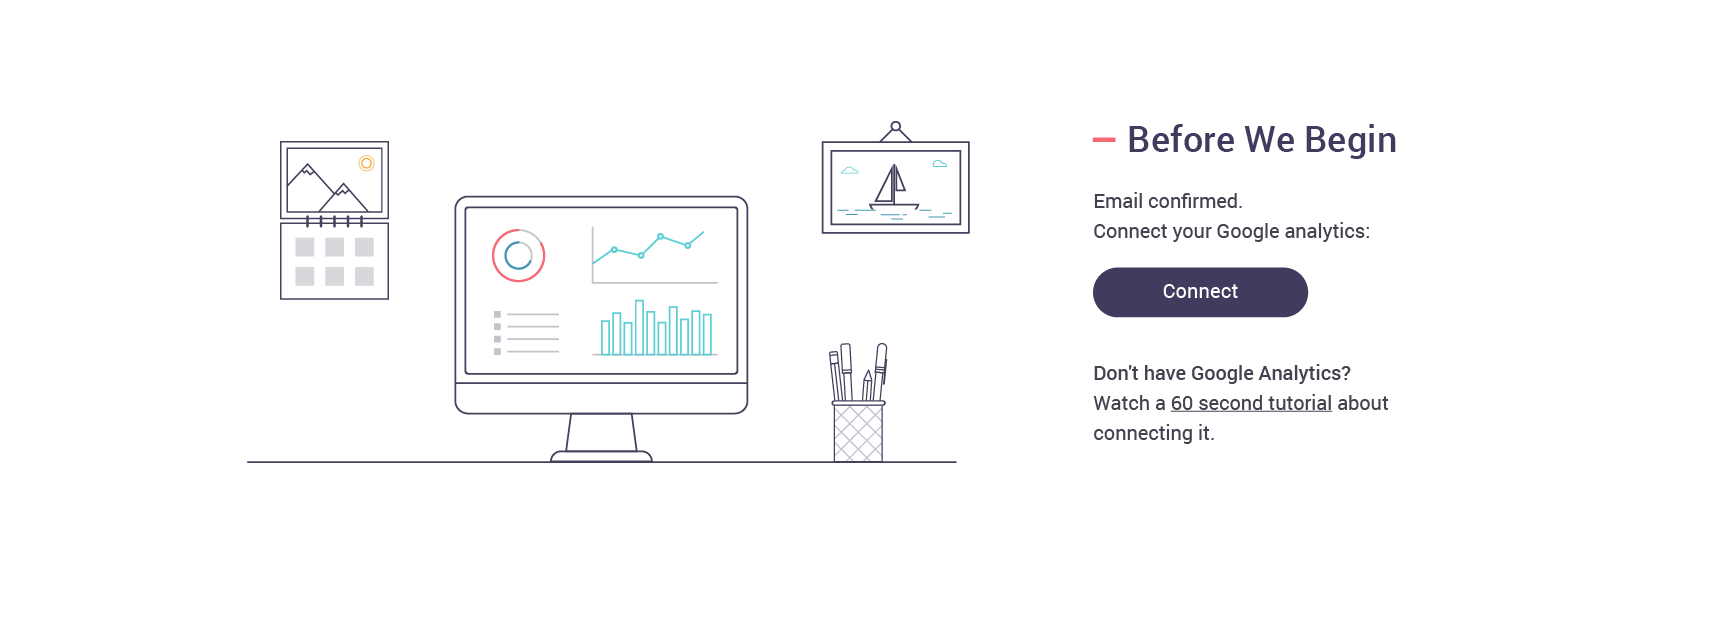 Before We Begin
Email confirmed.
Connect your Google analytics:
Connect
Don't have Google Analytics?
Watch a 60 second tutorial about
connecting it.